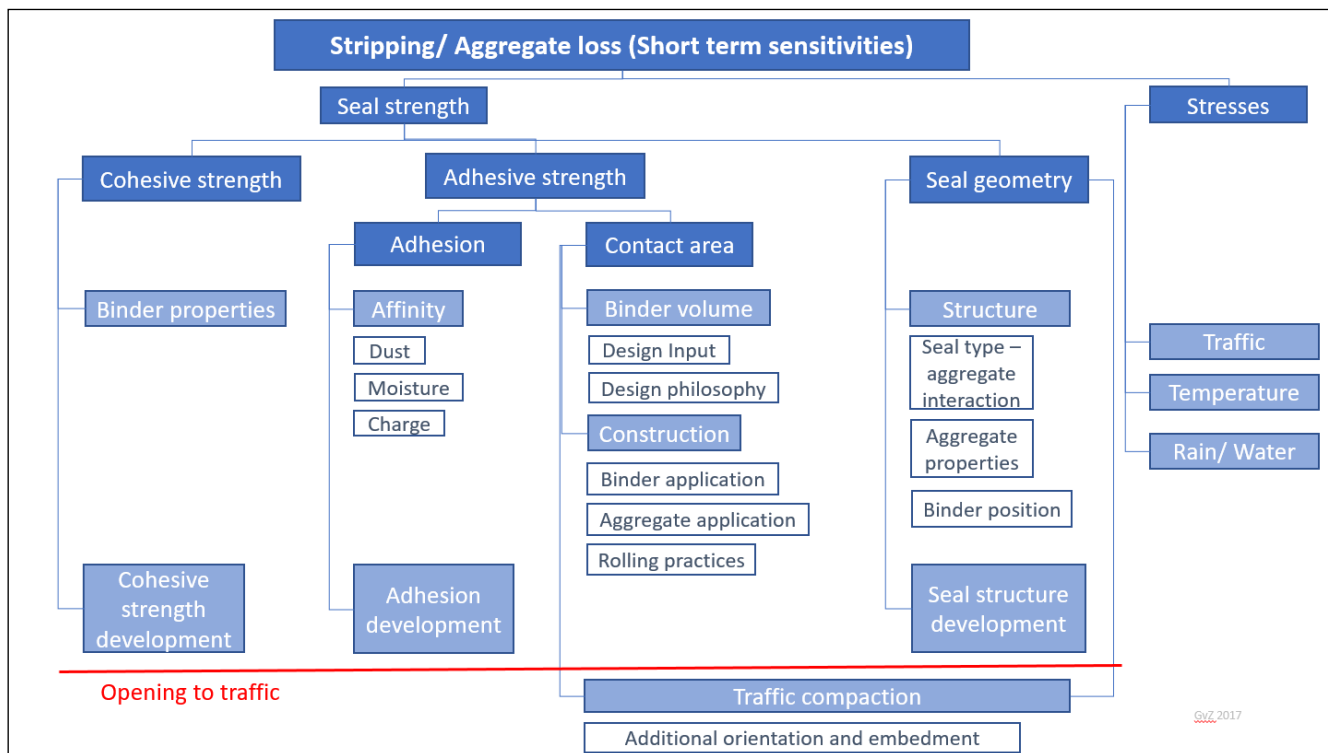 Stripping/ Aggregate loss (Short term sensitivities)
Seal strength
Stresses
Cohesive strength
Adhesive strength
Seal geometry
Adhesion
Contact area
Binder properties
Affinity
Binder volume
Structure
Dust
Design Input
Seal type –
aggregate
interaction
Traffic
Moisture
Design philosophy
Temperature
Charge
Construction
Aggregate
properties
Rain/ Water
Binder application
Binder position
Aggregate application
Rolling practices
Cohesive
strength
development
Adhesion
development
Seal structure
development
Opening to traffic
Traffic compaction
Additional orientation and embedment
GvZ 2017